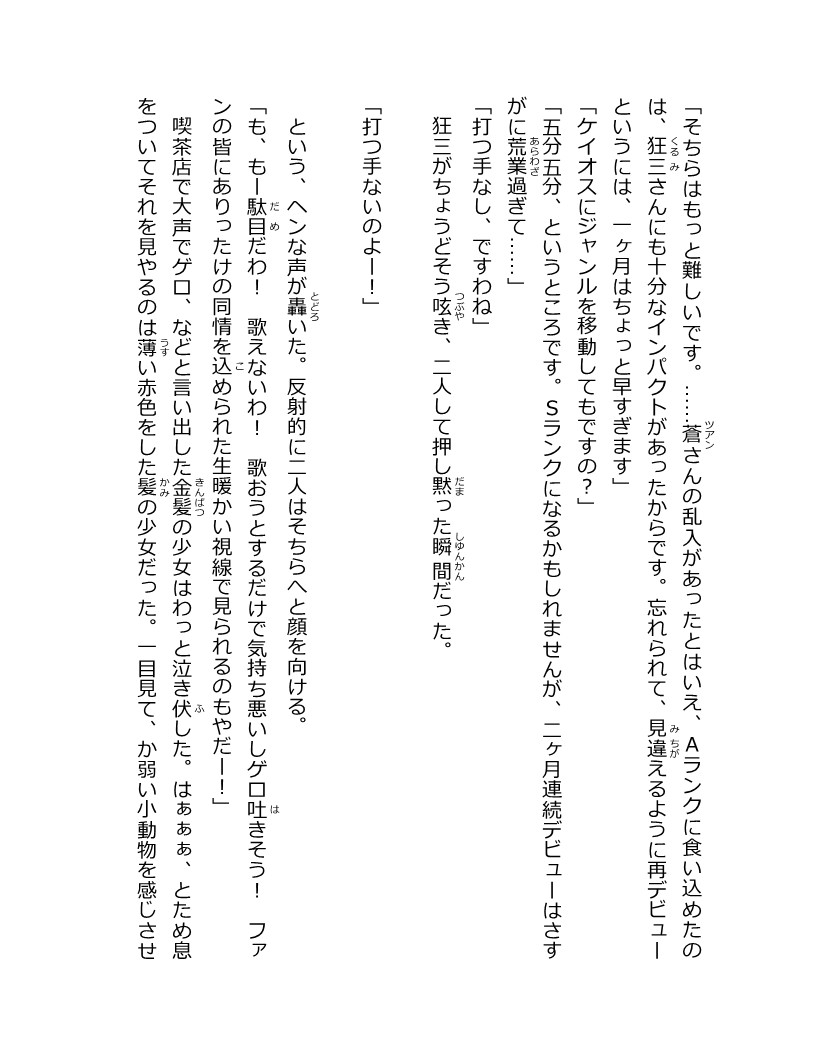 「そちらはもっと難しいです。……蒼さんの乱入があったとはいえ、Aランクに食い込めたの
は、狂三さんにも十分なインパクトがあったからです。忘れられて、見違えるように再デビュー
というには、一ヶ月はちょっと早すぎます」
「ケイオスにジャンルを移動してもですの?」
「五分五分、というところです。Sランクになるかもしれませんが、二ヶ月連続デビューはさす
がに荒業過ぎて……」
「打つ手なし、ですわね」
狂三がちょうどそう呟き、二人して押し黙った瞬間だった。
「打つ手ないのよー!」
という、ヘンな声が轟いた。反射的に二人はそちらへと顔を向ける。
「も、もー駄目だわ! 歌えないわ! 歌おうとするだけで気持ち悪いしゲロ吐きそう! ファ
ンの皆にありったけの同情を込められた生暖かい視線で見られるのもやだー!」
喫茶店で大声でゲロ、などと言い出した金髪の少女はわっと泣き伏した。はぁぁぁ、とため息
をついてそれを見やるのは薄い赤色をした髪の少女だった。一目見て、か弱い小動物を感じさせ